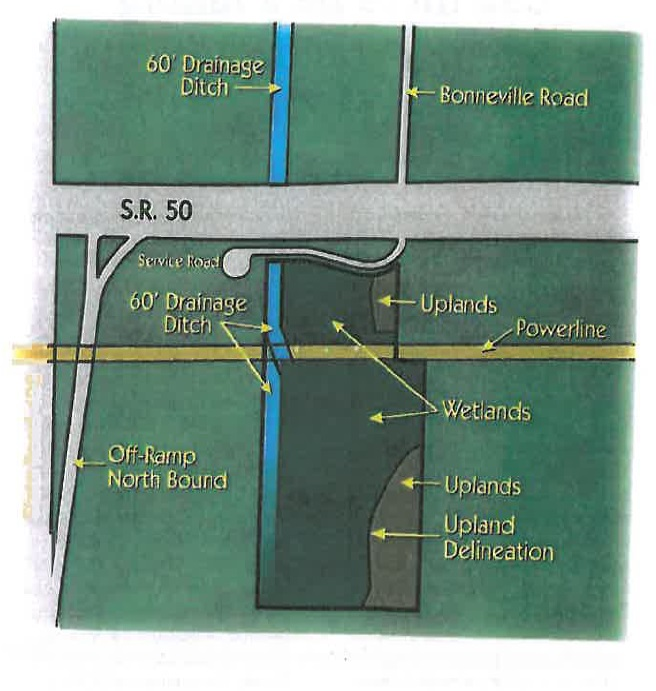 60' Drainage
Ditch
Bonneville Road
S.R. 50
Service Road
60' Drainage
Ditch
Uplands
Powerline
Wetlands
Off-Ramp
North Bound
Uplands
Upland
Delineation